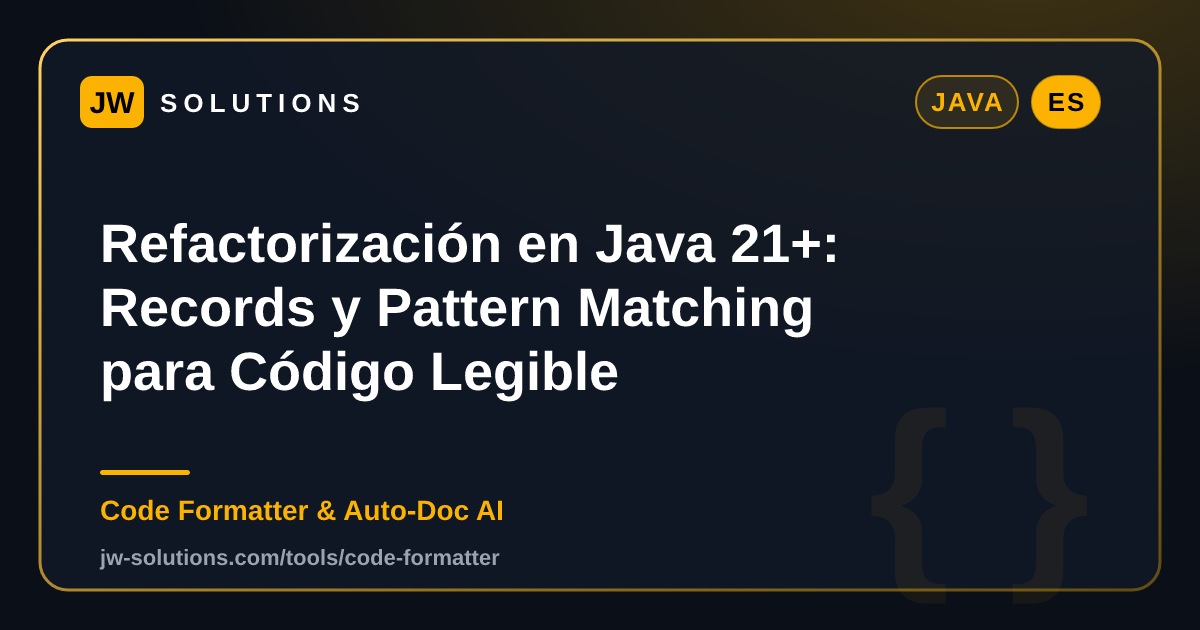 JW SOLUTIONS
JAVA ES
Refactorización en Java 21+:
Records y Pattern Matching
para Código Legible
{ }
Code Formatter & Auto-Doc AI
jw-solutions.com/tools/code-formatter